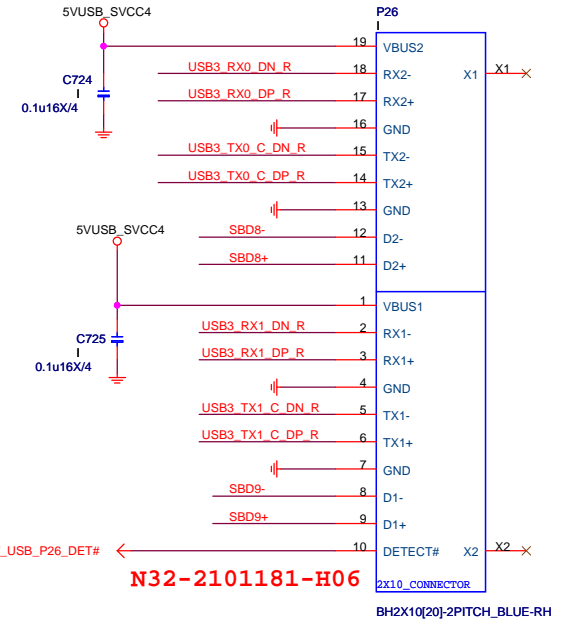 5VUSB_SVCC4
P26
19 VBUS2
C724
0.1u16X/4
USB3_RX0_DN_R 18 RX2- X1 X1
USB3_RX0_DP_R 17 RX2+
16 GND
USB3_TX0_C_DN_R 15 TX2-
USB3_TX0_C_DP_R 14 TX2+
13 GND
5VUSB_SVCC4
SBD8- 12 D2-
SBD8+ 11 D2+
1 VBUS1
C725
0.1u16X/4
USB3_RX1_DN_R 2 RX1-
USB3_RX1_DP_R 3 RX1+
4 GND
USB3_TX1_C_DN_R 5 TX1-
USB3_TX1_C_DP_R 6 TX1+
7 GND
SBD9- 8 D1-
SBD9+ 9 D1+
_USB_P26_DET# 10 DETECT# X2 X2
N32-2101181-H06
2X10_CONNECTOR
BH2X10[20]-2PITCH_BLUE-RH